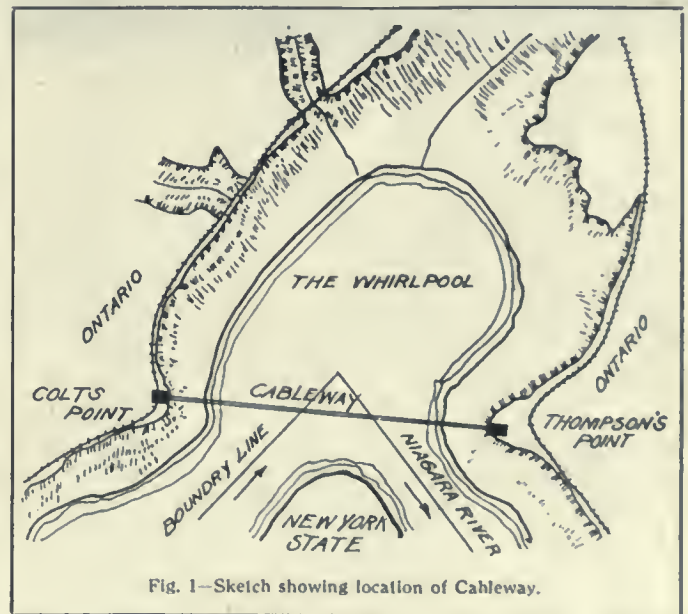 ONTARIO
THE WHIRLPOOL
ONTARIO
COLTS
POINT
CABLEWAY
THOMPSON'S
POINT
BOUNDRY LINE
NIAGARA RIVER
NEW YORK
STATE
Fig. 1—Sketch showing location of Cableway.